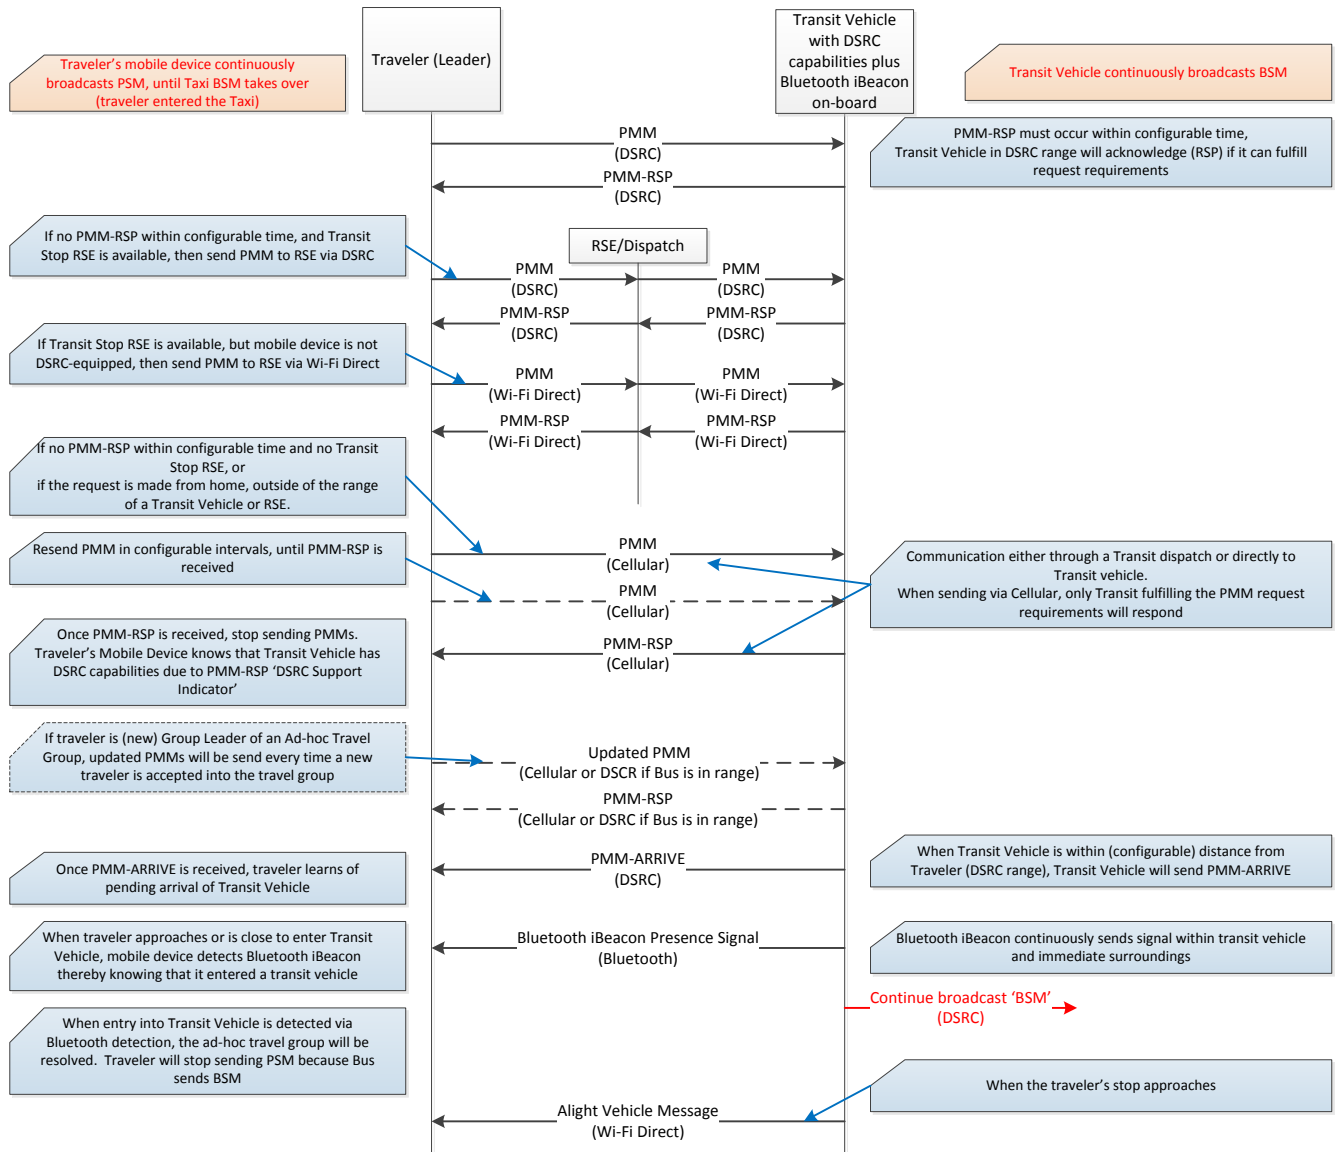 Traveler (Leader)
Transit Vehicle
with DSRC
capabilities plus
Bluetooth iBeacon
on-board
Traveler’s mobile device continuously
broadcasts PSM, until Taxi BSM takes over
(traveler entered the Taxi)
Transit Vehicle continuously broadcasts BSM
PMM
(DSRC)
PMM-RSP must occur within configurable time,
Transit Vehicle in DSRC range will acknowledge (RSP) if it can fulfill
request requirements
PMM-RSP
(DSRC)
If no PMM-RSP within configurable time, and Transit
Stop RSE is available, then send PMM to RSE via DSRC
RSE/Dispatch
PMM
(DSRC)
PMM
(DSRC)
PMM-RSP
(DSRC)
PMM-RSP
(DSRC)
If Transit Stop RSE is available, but mobile device is not
DSRC-equipped, then send PMM to RSE via Wi-Fi Direct
PMM
(Wi-Fi Direct)
PMM
(Wi-Fi Direct)
PMM-RSP
(Wi-Fi Direct)
PMM-RSP
(Wi-Fi Direct)
If no PMM-RSP within configurable time and no Transit
Stop RSE, or
if the request is made from home, outside of the range
of a Transit Vehicle or RSE.
PMM
(Cellular)
Resend PMM in configurable intervals, until PMM-RSP is
received
Communication either through a Transit dispatch or directly to
Transit vehicle.
When sending via Cellular, only Transit fulfilling the PMM request
requirements will respond
PMM
(Cellular)
Once PMM-RSP is received, stop sending PMMs.
Traveler’s Mobile Device knows that Transit Vehicle has
DSRC capabilities due to PMM-RSP ‘DSRC Support
Indicator’
PMM-RSP
(Cellular)
If traveler is (new) Group Leader of an Ad-hoc Travel
Group, updated PMMs will be send every time a new
traveler is accepted into the travel group
Updated PMM
(Cellular or DSCR if Bus is in range)
PMM-RSP
(Cellular or DSRC if Bus is in range)
Once PMM-ARRIVE is received, traveler learns of
pending arrival of Transit Vehicle
PMM-ARRIVE
(DSRC)
When Transit Vehicle is within (configurable) distance from
Traveler (DSRC range), Transit Vehicle will send PMM-ARRIVE
When traveler approaches or is close to enter Transit
Vehicle, mobile device detects Bluetooth iBeacon
thereby knowing that it entered a transit vehicle
Bluetooth iBeacon Presence Signal
(Bluetooth)
Bluetooth iBeacon continuously sends signal within transit vehicle
and immediate surroundings
Continue broadcast ‘BSM’
(DSRC)
When entry into Transit Vehicle is detected via
Bluetooth detection, the ad-hoc travel group will be
resolved.  Traveler will stop sending PSM because Bus
sends BSM
When the traveler’s stop approaches
Alight Vehicle Message
(Wi-Fi Direct)